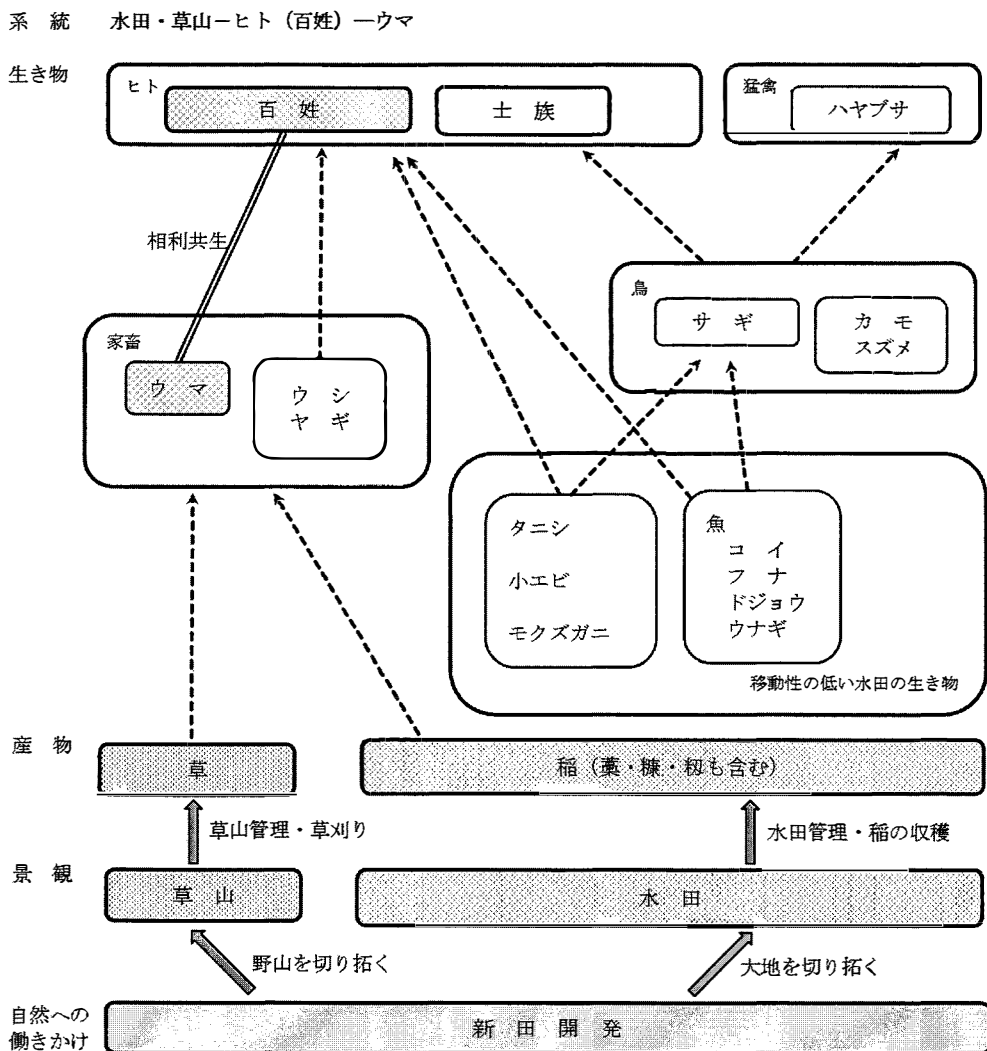 系　統　水田・草山－ヒト（百姓）―ウマ
生き物
ヒト
百　姓
士　族
猛禽
ハヤブサ
相利共生
鳥
サ　ギ
カ　モ
スズメ
家畜
ウ　マ
ウ　シ
ヤ　ギ
タニシ
小エビ
モクズガニ
魚
コ　イ
フ　ナ
ドジョウ
ウナギ
移動性の低い水田の生き物
産　物
草
稲（藁・糠・籾も含む）
草山管理・草刈り
水田管理・稲の収穫
景　観
草　山
水　田
野山を切り拓く
大地を切り拓く
自然への
働きかけ
新　田　開　発